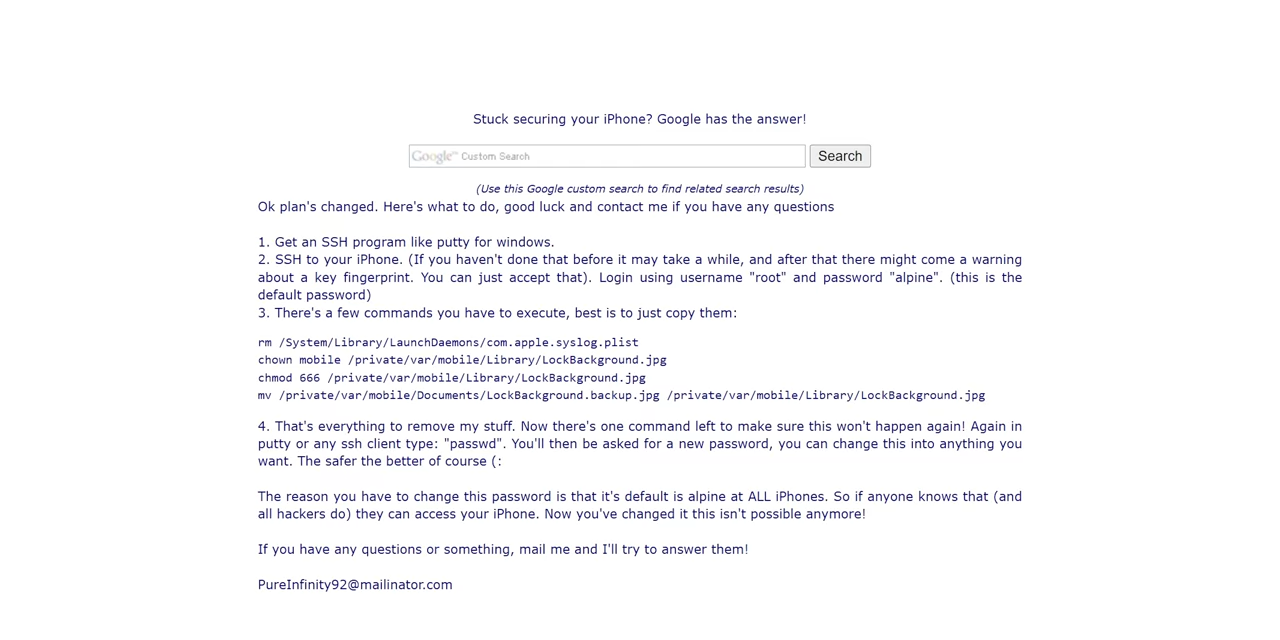 Stuck securing your iPhone? Google has the answer!
Google™ Custom Search
Search
(Use this Google custom search to find related search results)
Ok plan's changed. Here's what to do, good luck and contact me if you have any questions
1. Get an SSH program like putty for windows.
2. SSH to your iPhone. (If you haven't done that before it may take a while, and after that there might come a warning
about a key fingerprint. You can just accept that). Login using username "root" and password "alpine". (this is the
default password)
3. There's a few commands you have to execute, best is to just copy them:
rm /System/Library/LaunchDaemons/com.apple.syslog.plist
chown mobile /private/var/mobile/Library/LockBackground.jpg
chmod 666 /private/var/mobile/Library/LockBackground.jpg
mv /private/var/mobile/Documents/LockBackground.backup.jpg /private/var/mobile/Library/LockBackground.jpg
4. That's everything to remove my stuff. Now there's one command left to make sure this won't happen again! Again in
putty or any ssh client type: "passwd". You'll then be asked for a new password, you can change this into anything you
want. The safer the better of course (:
The reason you have to change this password is that it's default is alpine at ALL iPhones. So if anyone knows that (and
all hackers do) they can access your iPhone. Now you've changed it this isn't possible anymore!
If you have any questions or something, mail me and I'll try to answer them!
PureInfinity92@mailinator.com